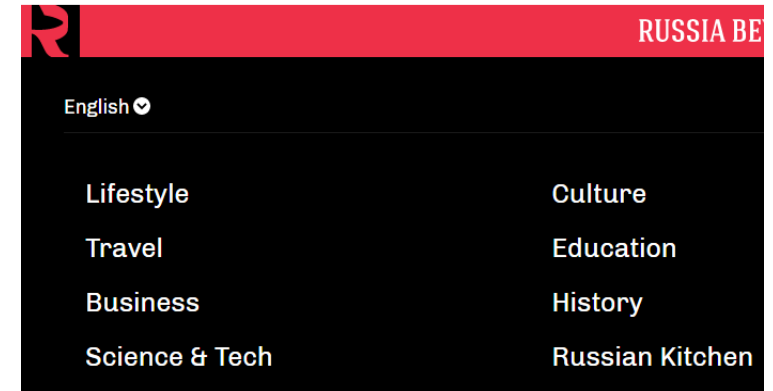 RUSSIA BE
English
Lifestyle
Culture
Travel
Education
Business
History
Science & Tech
Russian Kitchen